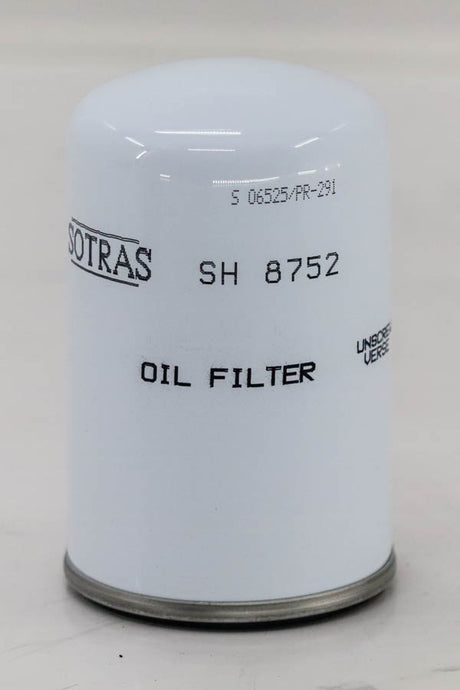 S 06525/PR-291
SOTRAS
SH 8752
OIL FILTER